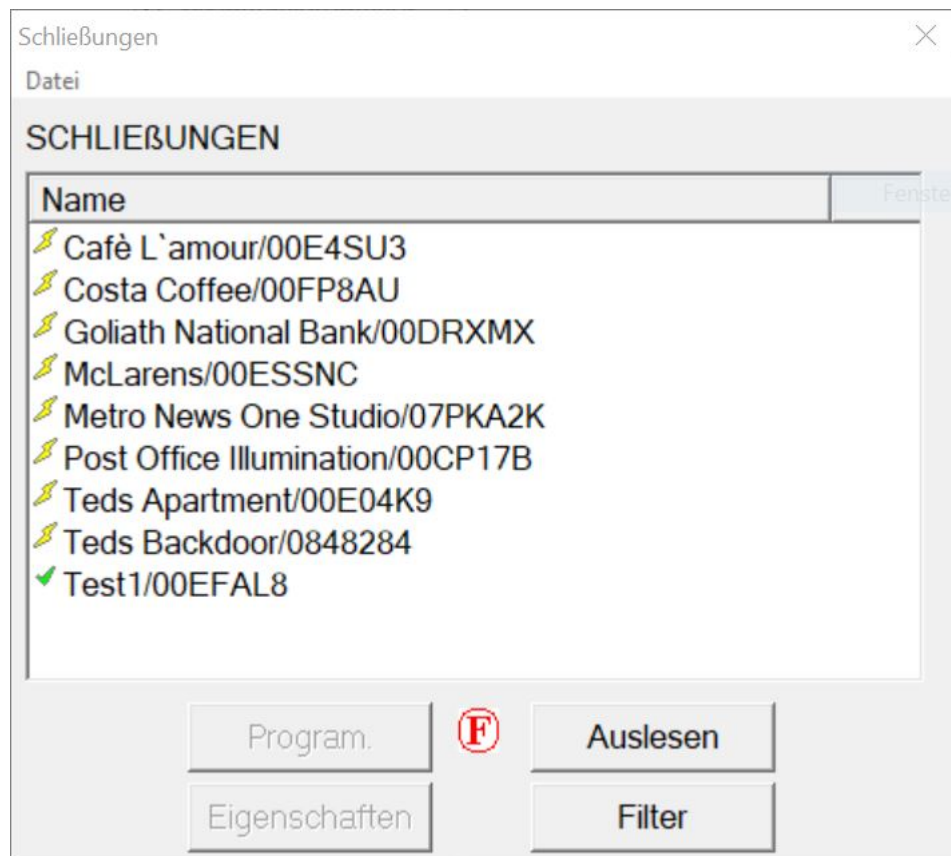 Schließungen
Datei
SCHLIEßUNGEN
Name
Cafè L`amour/00E4SU3
Costa Coffee/00FP8AU
Goliath National Bank/00DRXMX
McLarens/00ESSNC
Metro News One Studio/07PKA2K
Post Office Illumination/00CP17B
Teds Apartment/00E04K9
Teds Backdoor/0848284
Test1/00EFAL8
Program. F Auslesen
Eigenschaften Filter